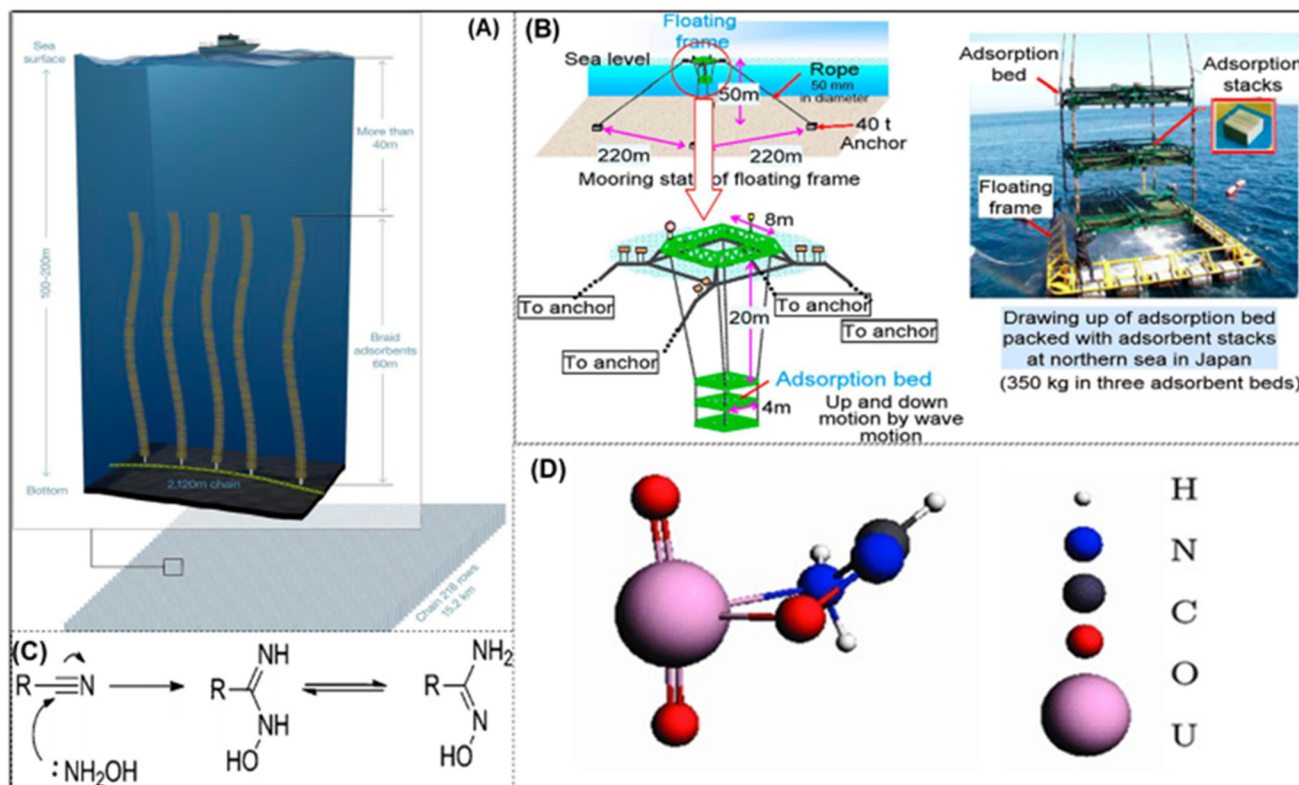 (A)
Sea
surface
More than
40m
100~200m
Braid
adsorbents
60m
2,120m chain
Bottom
Chain 218 rows
15.2 km
(B)
Floating
frame
Sea level
Rope
50 mm
in diameter
50m
40 t
Anchor
220m
220m
Mooring state of floating frame
8m
To anchor
To anchor
To anchor
To anchor
20m
Adsorption bed
4m
Up and down
motion by wave
motion
Adsorption
bed
Adsorption
stacks
Floating
frame
Drawing up of adsorption bed
packed with adsorbent stacks
at northern sea in Japan
(350 kg in three adsorbent beds)
(C)
R
N
:NH2OH
NH
R
NH
HO
NH2
R
N
HO
(D)
H
N
C
O
U